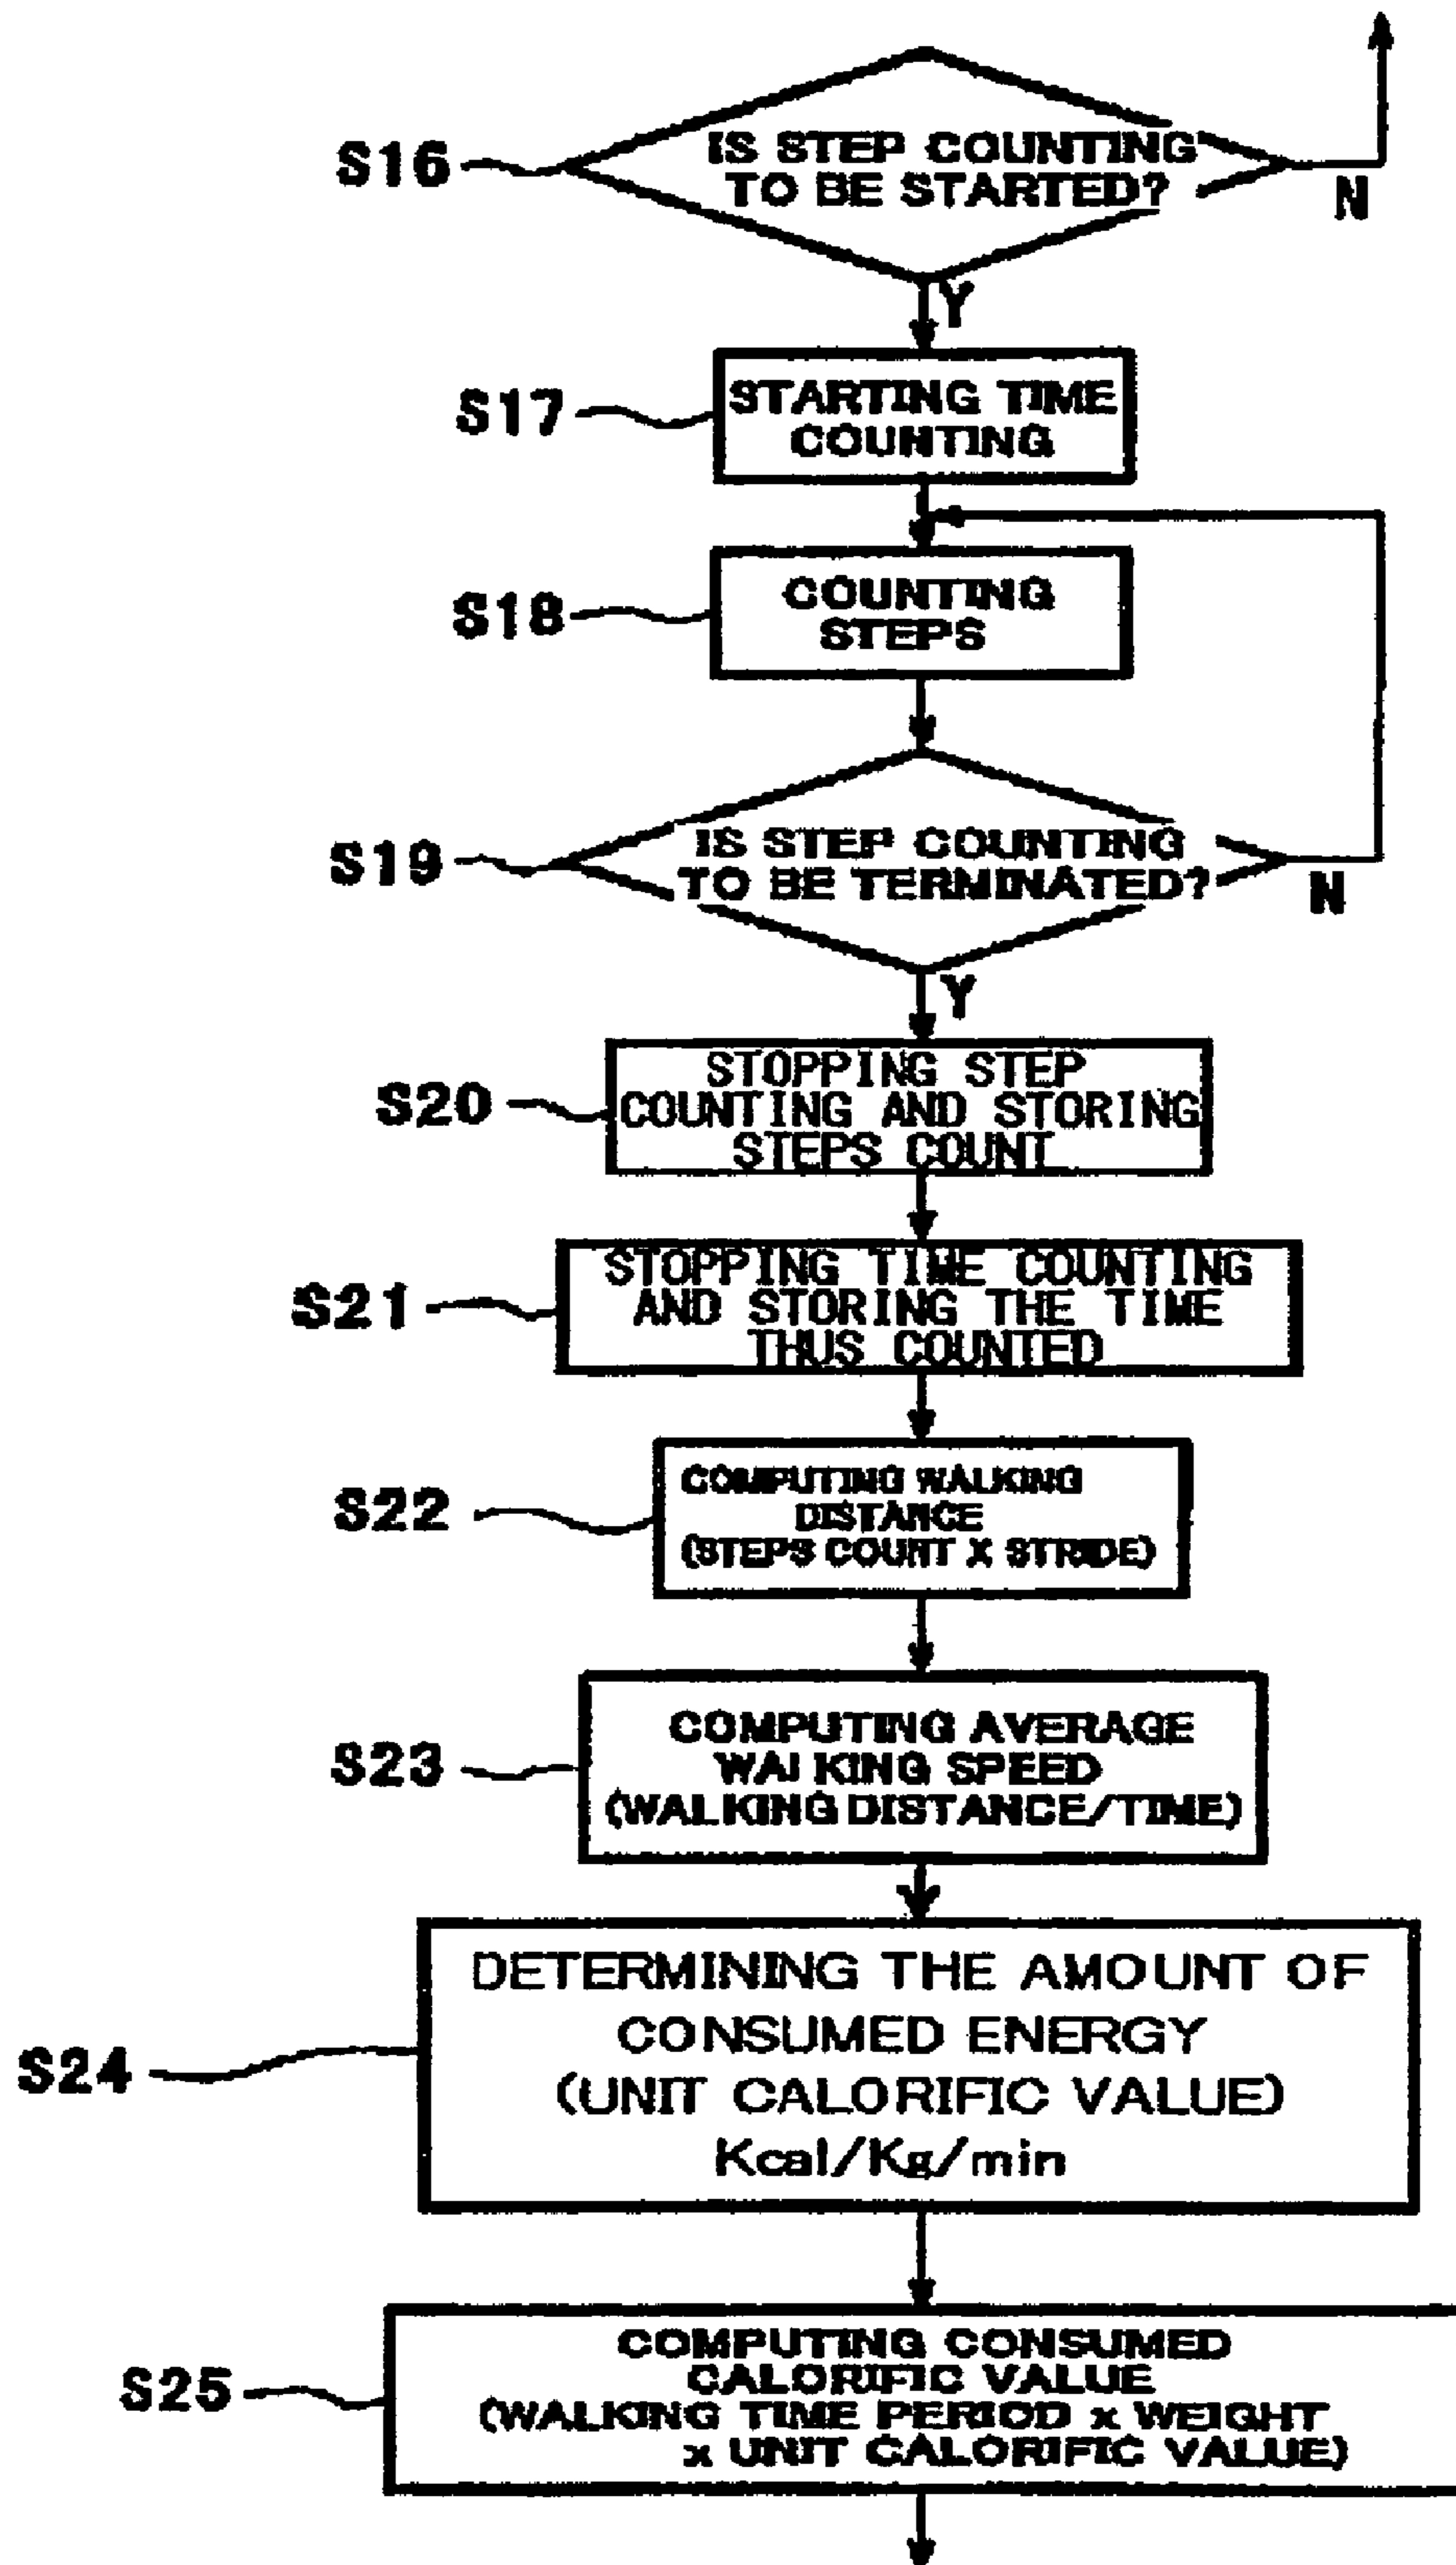 S16
IS STEP COUNTING
TO BE STARTED?
N
Y
S17
STARTING TIME
COUNTING
S18
COUNTING
STEPS
S19
IS STEP COUNTING
TO BE TERMINATED?
N
Y
S20
STOPPING STEP
COUNTING AND STORING
STEPS COUNT
S21
STOPPING TIME COUNTING
AND STORING THE TIME
THUS COUNTED
S22
COMPUTING WALKING
DISTANCE
(STEPS COUNT X STRIDE)
S23
COMPUTING AVERAGE
WALKING SPEED
(WALKING DISTANCE/TIME)
S24
DETERMINING THE AMOUNT OF
CONSUMED ENERGY
(UNIT CALORIFIC VALUE)
Kcal/Kg/min
S25
COMPUTING CONSUMED
CALORIFIC VALUE
(WALKING TIME PERIOD x WEIGHT
x UNIT CALORIFIC VALUE)